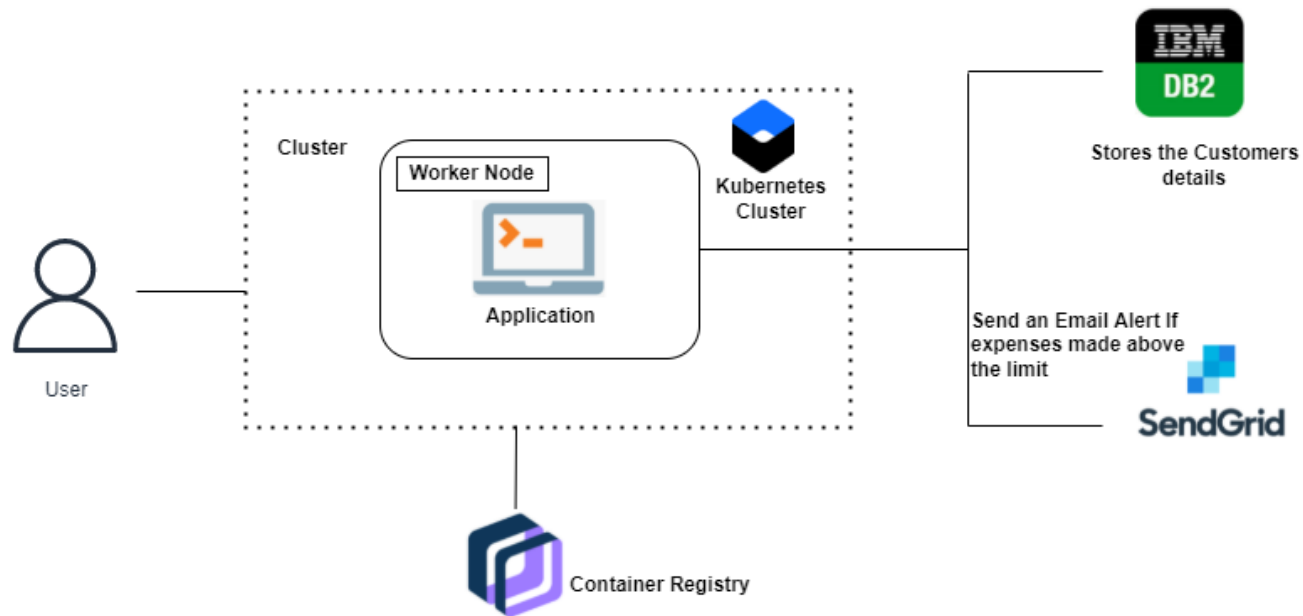 IBM
DB2
Stores the Customers
details
Cluster
Worker Node
Kubernetes
Cluster
Application
User
Send an Email Alert If
expenses made above
the limit
SendGrid
Container Registry